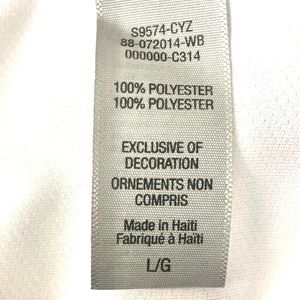 S9574-CYZ
88-072014-WB
000000-C314
100% POLYESTER
100% POLYESTER
EXCLUSIVE OF
DECORATION
ORNEMENTS NON
COMPRIS
Made in Haiti
Fabriqué à Haïti
L/G